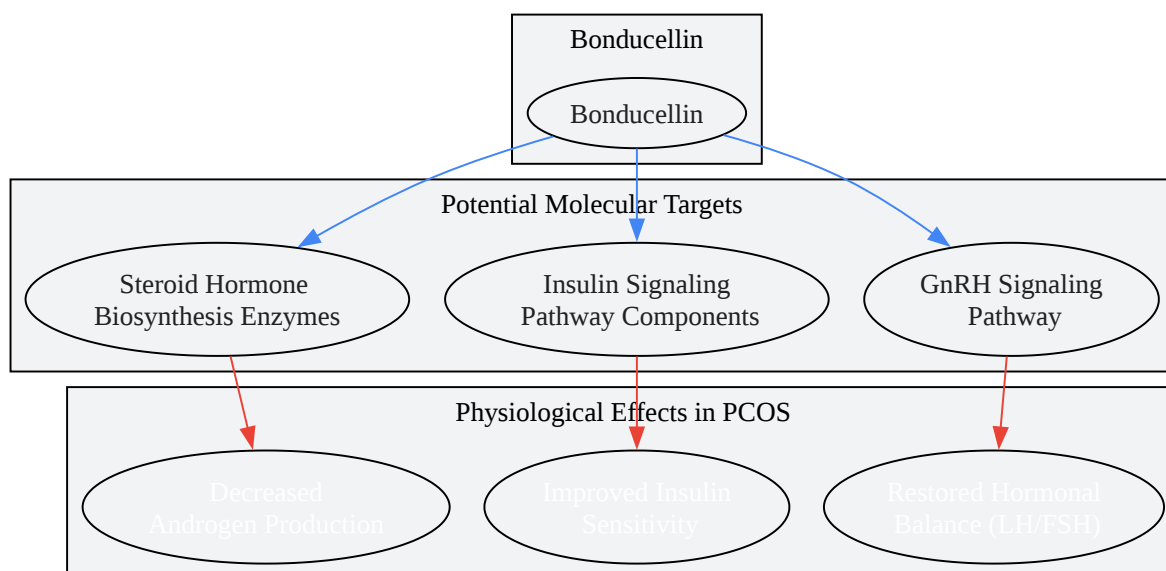 Bonducellin
Bonducellin
Potential Molecular Targets
Steroid Hormone
Biosynthesis Enzymes
Insulin Signaling
Pathway Components
GnRH Signaling
Pathway
Physiological Effects in PCOS
Decreased
Androgen Production
Improved Insulin
Sensitivity
Restored Hormonal
Balance (LH/FSH)